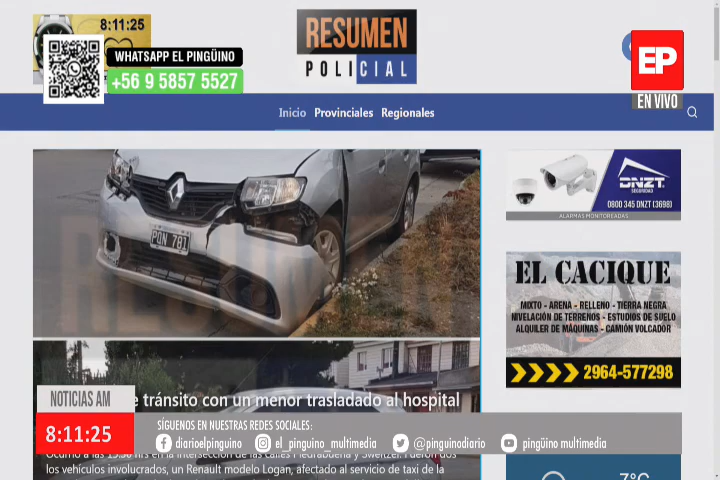 8:11:25
WHATSAPP EL PINGÜINO
+56 9 5857 5527
RESUMEN
POLICIAL
EP
EN VIVO
Inicio Provinciales Regionales
PQN 781
DNZT
SEGURIDAD
0800 345 DNZT (3698)
ALARMAS MONITOREADAS
EL CACIQUE
MIXTO - ARENA - RELLENO - TIERRA NEGRA
NIVELACIÓN DE TERRENOS - ESTUDIOS DE SUELO
ALQUILER DE MÁQUINAS - CAMIÓN VOLCADOR
2964-577298
NOTICIAS AM
e tránsito con un menor trasladado al hospital
8:11:25
SÍGUENOS EN NUESTRAS REDES SOCIALES:
diarioelpinguino el_pinguino_multimedia @pinguinodiario pingüino multimedia
los vehículos involucrados, un Renault modelo Logan, afectado al servicio de taxi de la
7°C